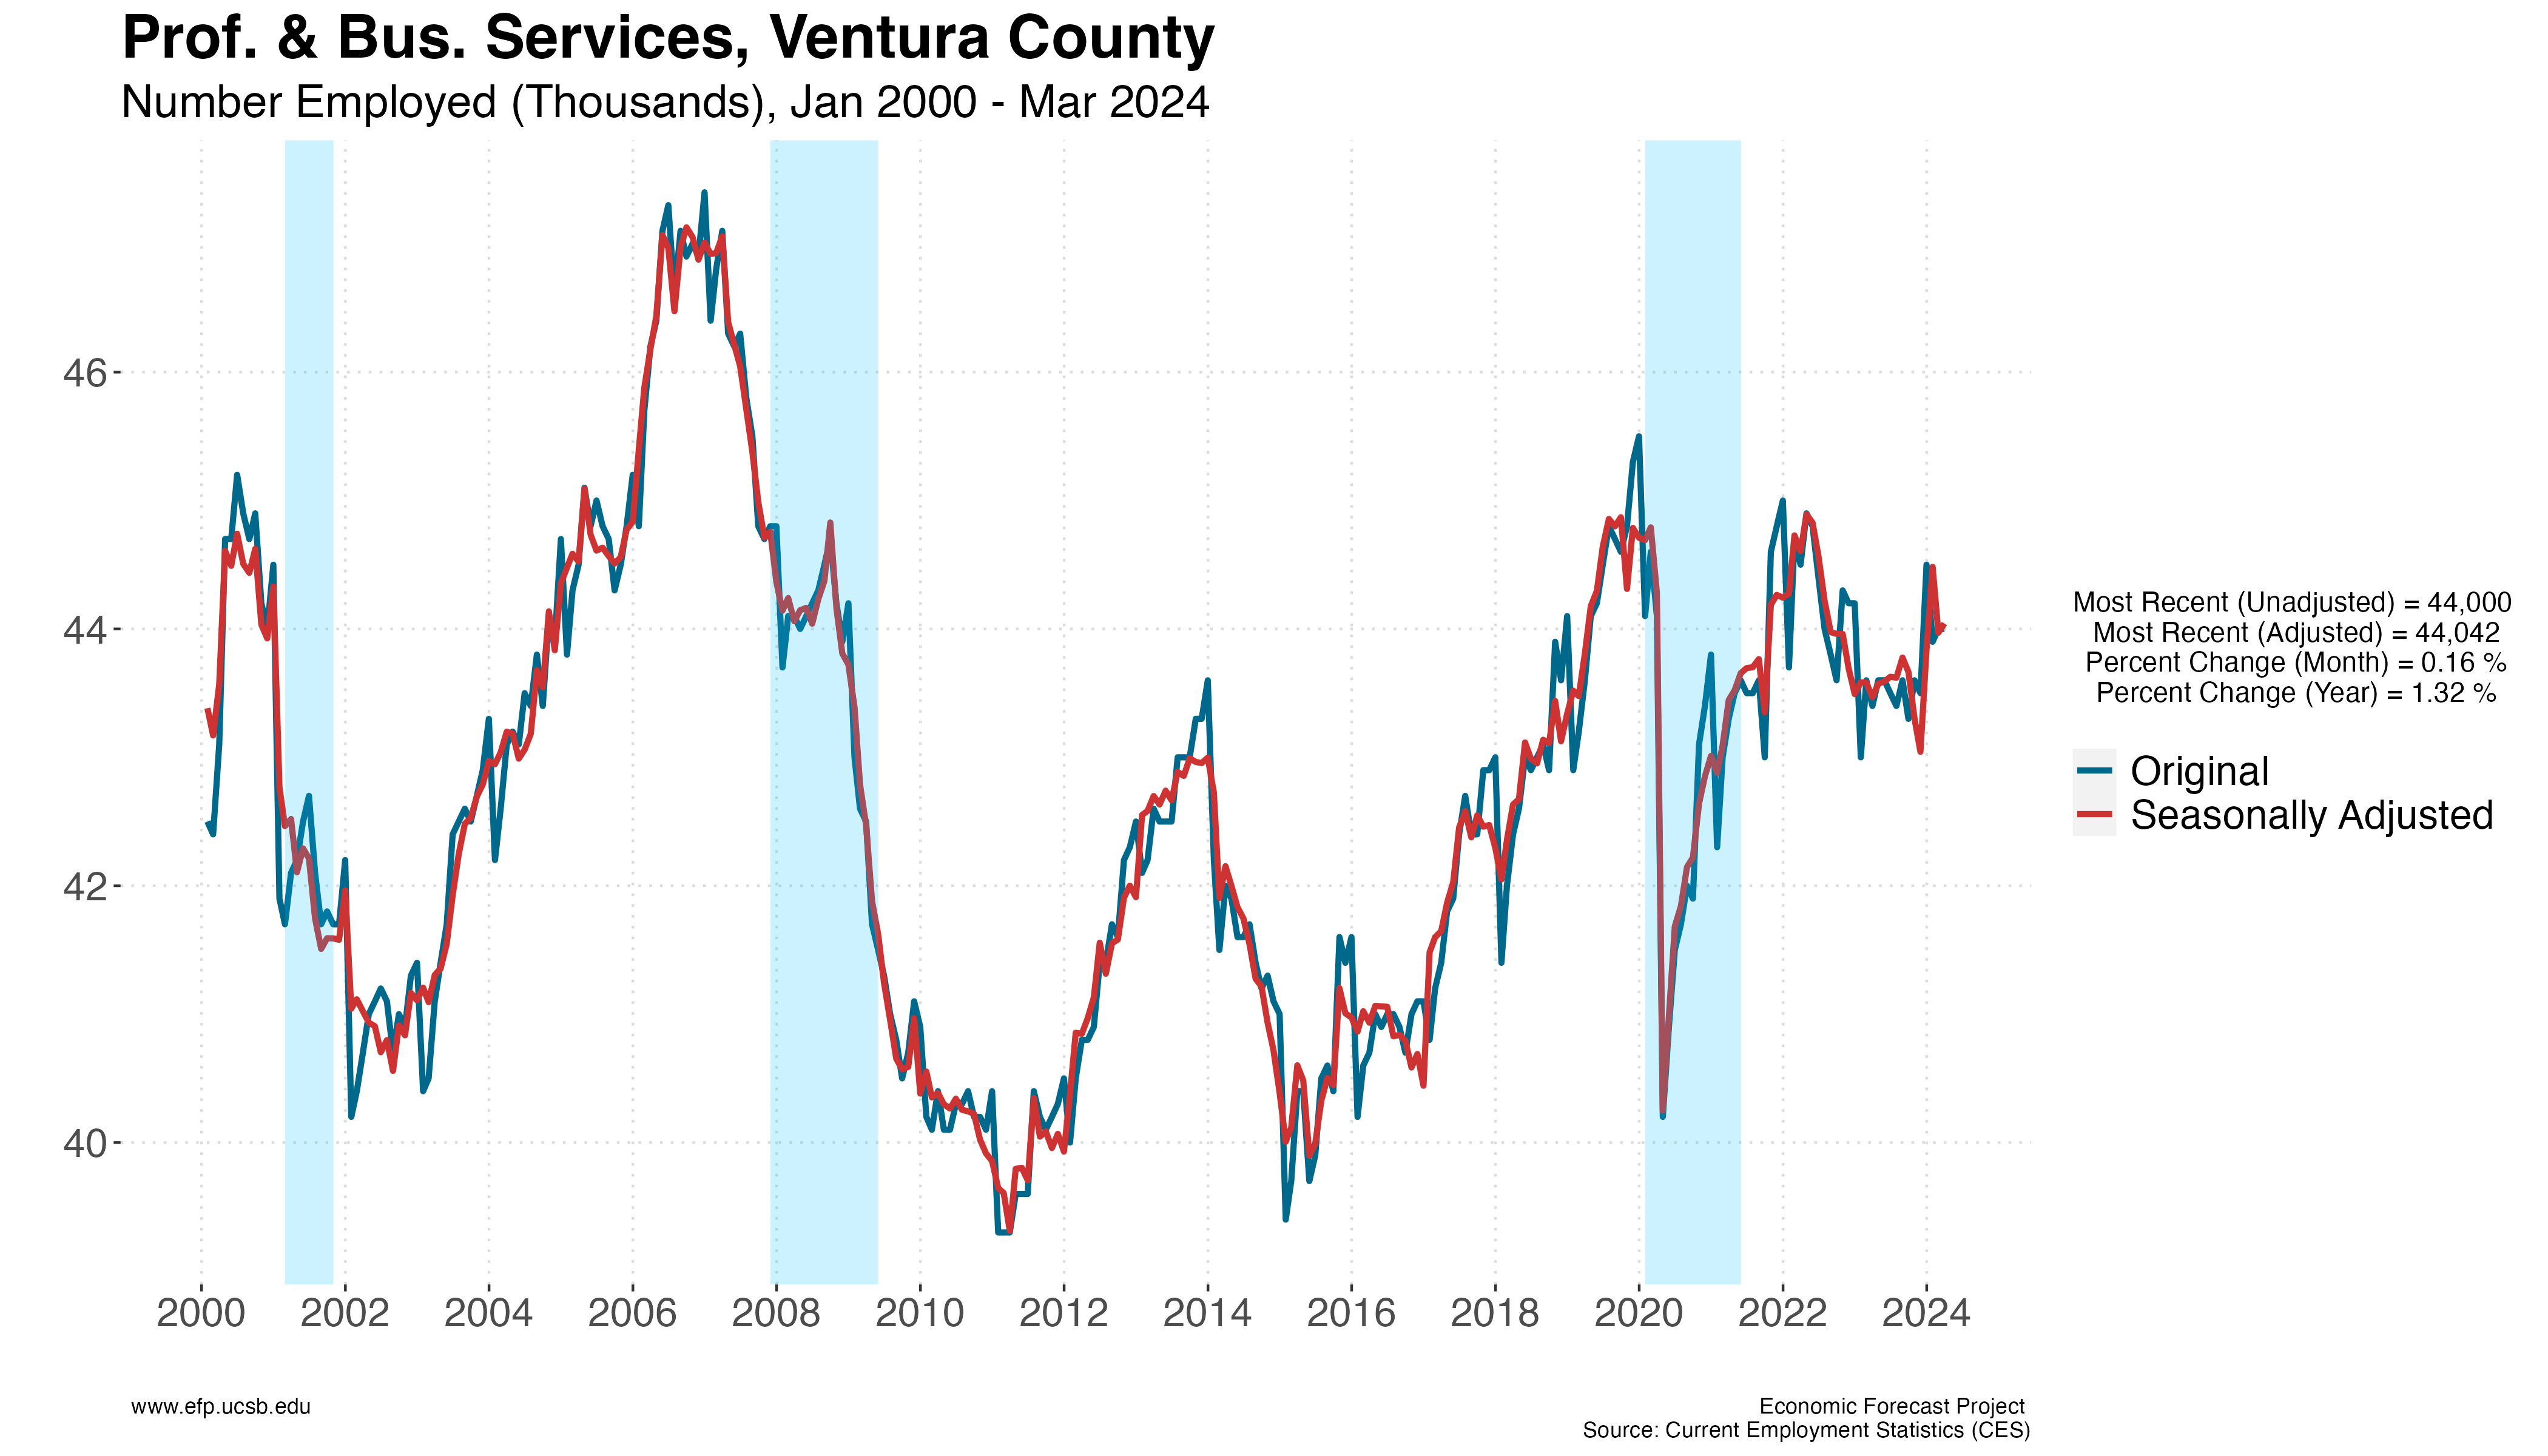 Prof. & Bus. Services, Ventura County
Number Employed (Thousands), Jan 2000 - Mar 2024
46
44
42
40
2000 2002 2004 2006 2008 2010 2012 2014 2016 2018 2020 2022 2024
Most Recent (Unadjusted) = 44,000
Most Recent (Adjusted) = 44,042
Percent Change (Month) = 0.16 %
Percent Change (Year) = 1.32 %
Original
Seasonally Adjusted
www.efp.ucsb.edu
Economic Forecast Project
Source: Current Employment Statistics (CES)